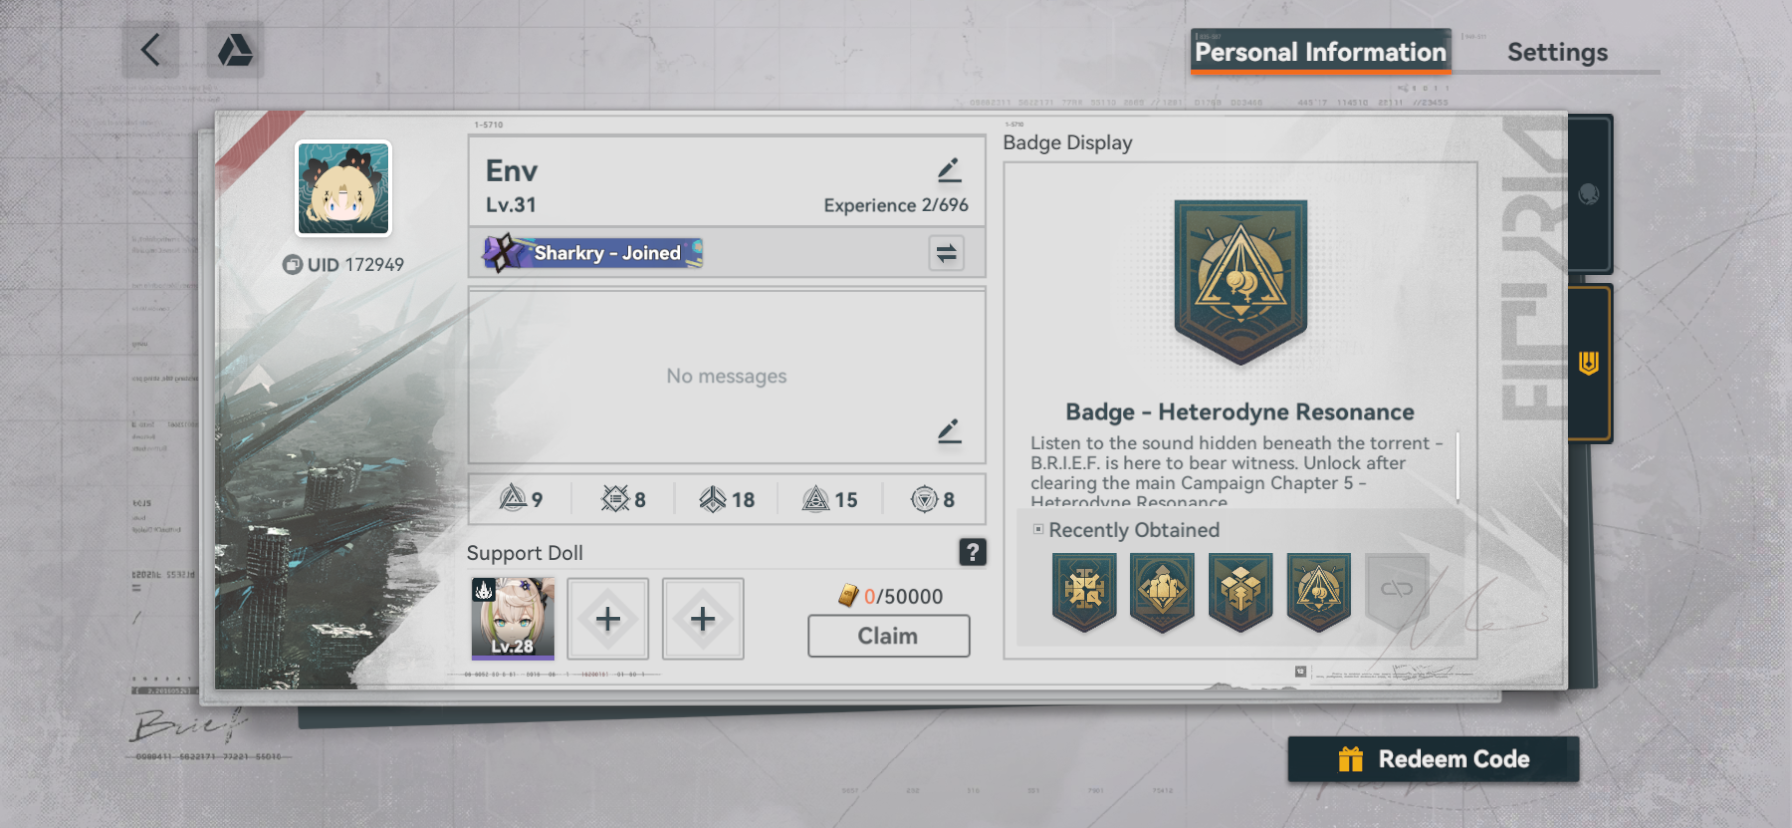 Personal Information
Settings
1-5710
Env
Lv.31
Experience 2/696
UID 172949
Sharkry - Joined
No messages
9
8
18
15
8
Support Doll
?
Lv.28
0/50000
Claim
Badge Display
Badge - Heterodyne Resonance
Listen to the sound hidden beneath the torrent -
B.R.I.E.F. is here to bear witness. Unlock after
clearing the main Campaign Chapter 5 -
Heterodyne Resonance
Recently Obtained
Brief
Redeem Code